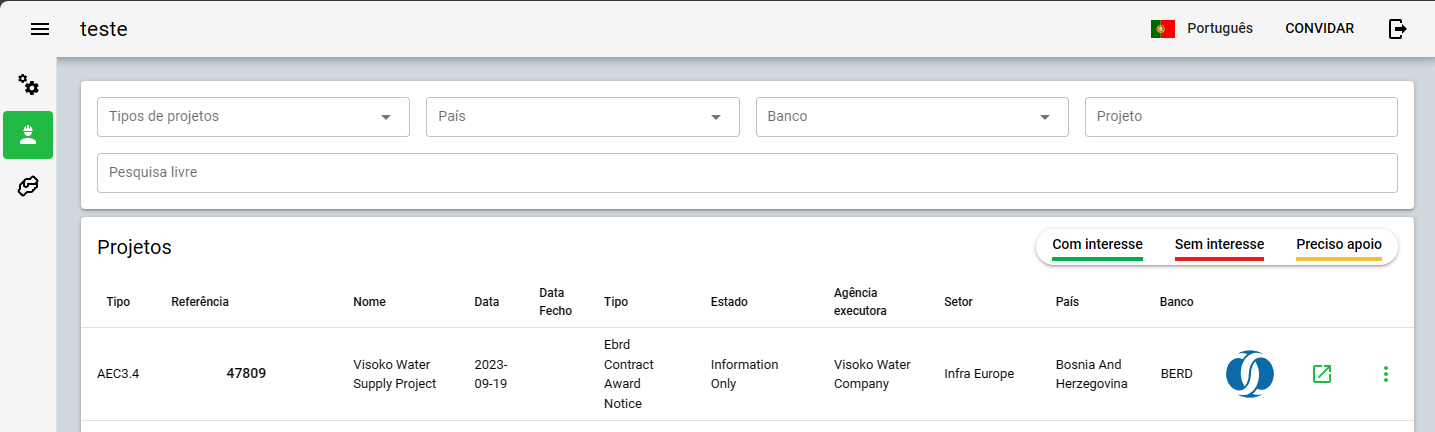 teste
Português
CONVIDAR
Tipos de projetos
País
Banco
Projeto
Pesquisa livre
Projetos
Com interesse
Sem interesse
Preciso apoio
Tipo
Referência
Nome
Data
Data
Fecho
Tipo
Estado
Agência
executora
Setor
País
Banco
AEC3.4
47809
Visoko Water
Supply Project
2023-
09-19
Ebrd
Contract
Award
Notice
Information
Only
Visoko Water
Company
Infra Europe
Bosnia And
Herzegovina
BERD